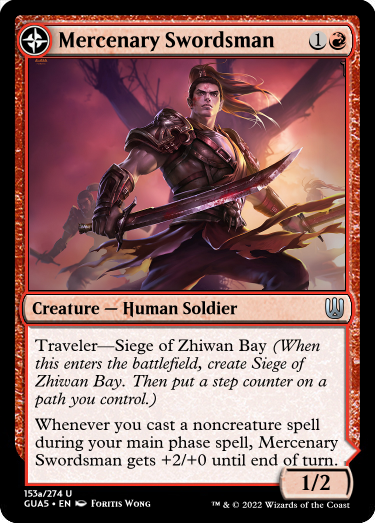 Mercenary Swordsman 1
Creature — Human Soldier
Traveler—Siege of Zhiwan Bay (When
this enters the battlefield, create Siege of
Zhiwan Bay. Then put a step counter on a
path you control.)
Whenever you cast a noncreature spell
during your main phase spell, Mercenary
Swordsman gets +2/+0 until end of turn.
1/2
153a/274 U
GUA5 • EN Foritis Wong
™ & © 2022 Wizards of the Coast